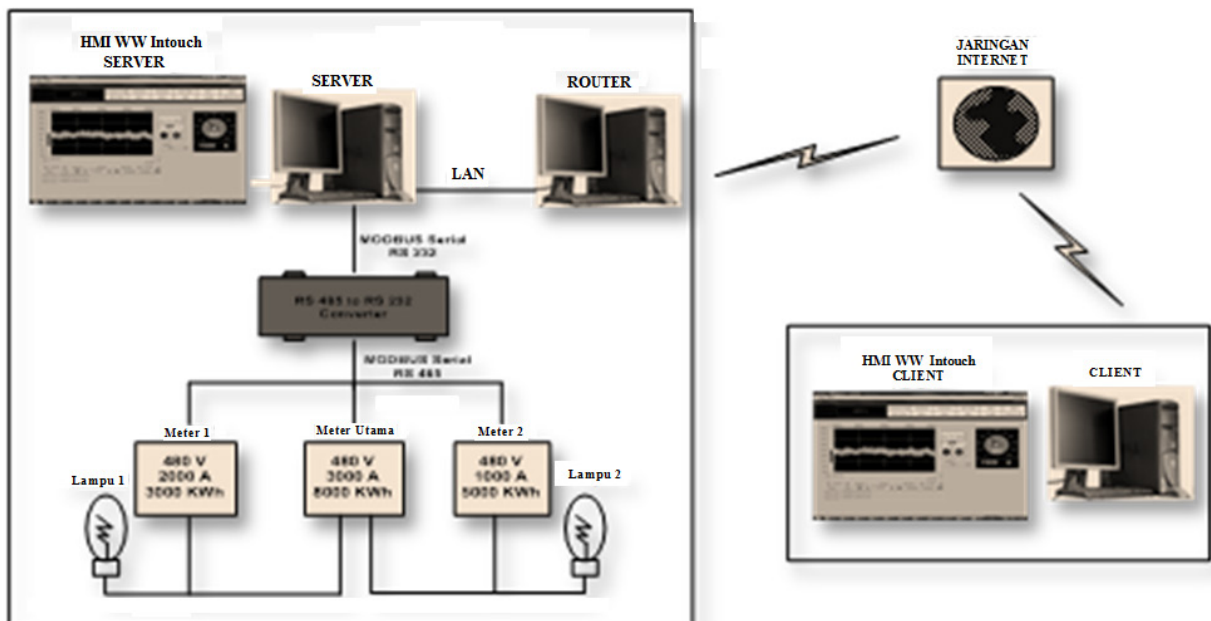 HMI WW Intouch
SERVER
SERVER
ROUTER
JARINGAN
INTERNET
LAN
MODBUS Serial
RS 232
RS 485 to RS 232
Converter
MODBUS Serial
RS 485
Meter 1
Meter Utama
Meter 2
480 V
2000 A
3000 KWh
480 V
3000 A
8000 KWh
480 V
1000 A
5000 KWh
Lampu 1
Lampu 2
HMI WW Intouch
CLIENT
CLIENT